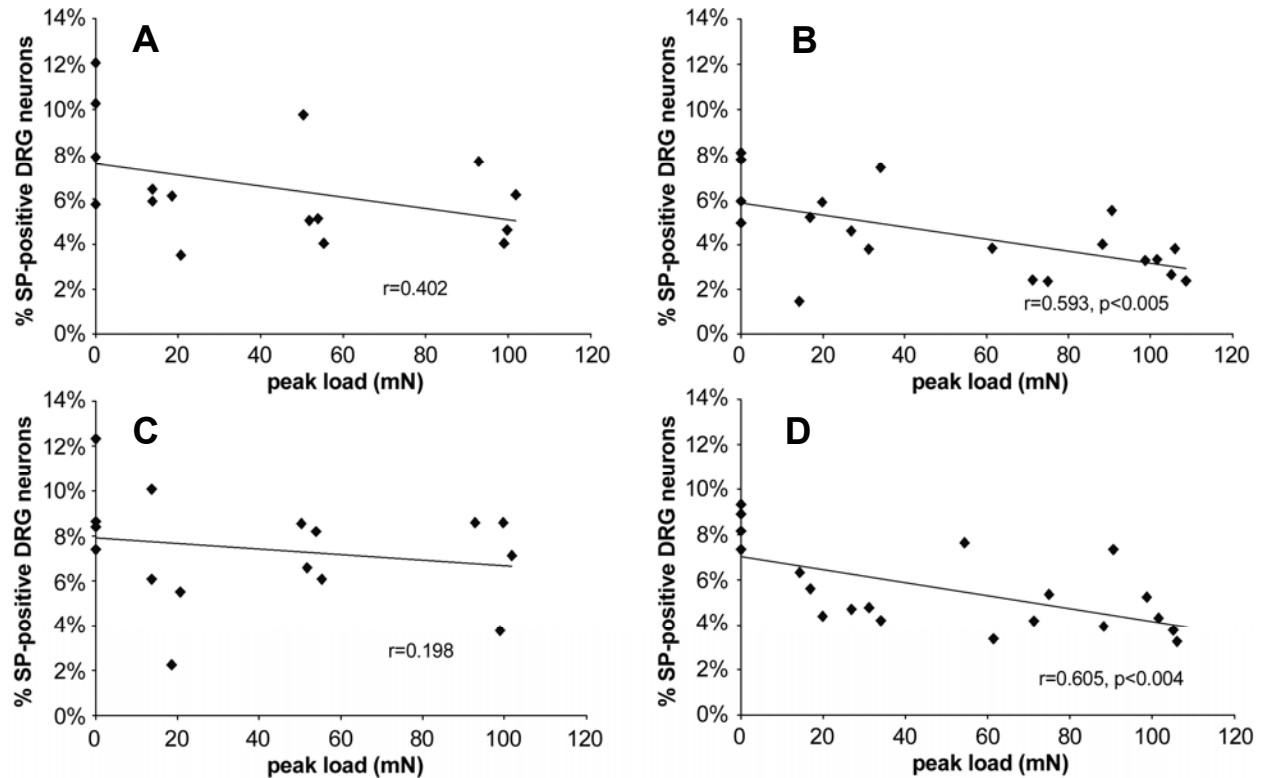 A
% SP-positive DRG neurons
14%
12%
10%
8%
6%
4%
2%
0%
r=0.402
0 20 40 60 80 100 120
peak load (mN)
B
% SP-positive DRG neurons
14%
12%
10%
8%
6%
4%
2%
0%
r=0.593, p<0.005
0 20 40 60 80 100 120
peak load (mN)
C
% SP-positive DRG neurons
14%
12%
10%
8%
6%
4%
2%
0%
r=0.198
0 20 40 60 80 100 120
peak load (mN)
D
% SP-positive DRG neurons
14%
12%
10%
8%
6%
4%
2%
0%
r=0.605, p<0.004
0 20 40 60 80 100 120
peak load (mN)